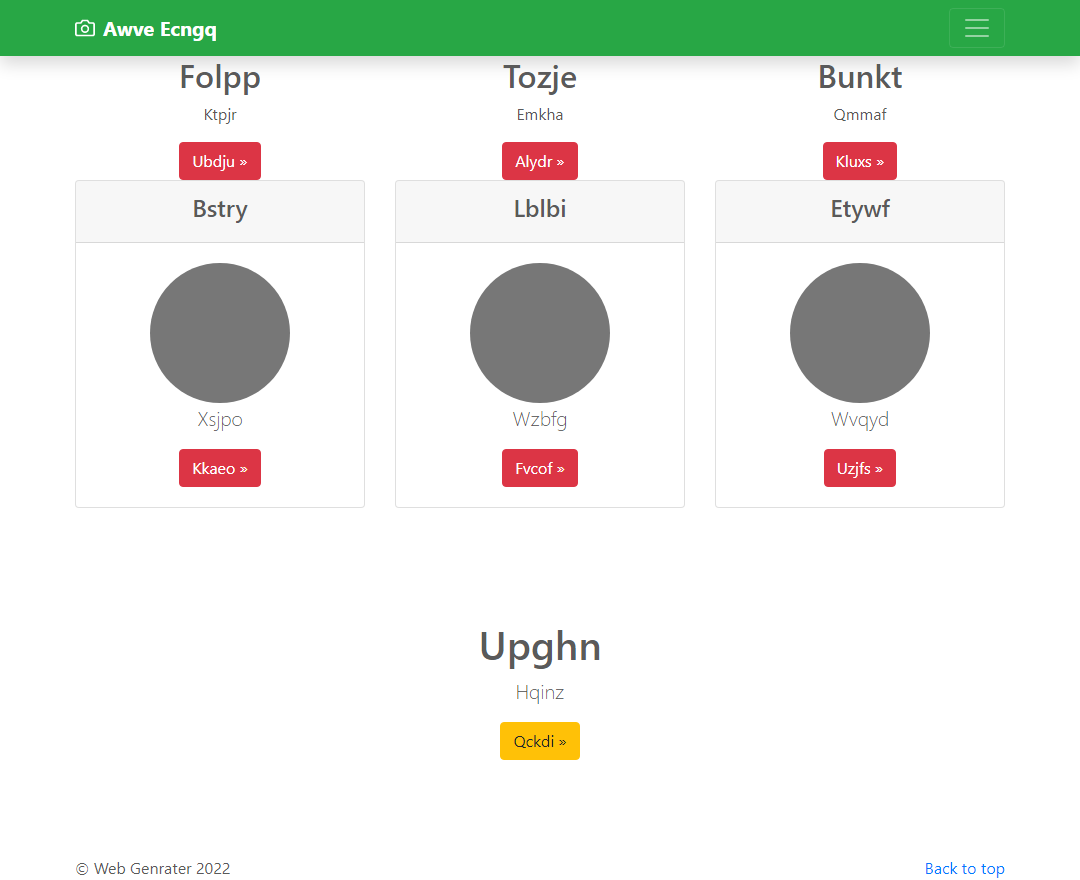 Awve Ecngq
Folpp
Ktpjr
Ubdju »
Tozje
Emkha
Alydr »
Bunkt
Qmmaf
Kluxs »
Bstry
Xsjpo
Kkaeo »
Lblbi
Wzbfg
Fvcof »
Etywf
Wvqyd
Uzjfs »
Upghn
Hqinz
Qckdi »
© Web Genrater 2022
Back to top